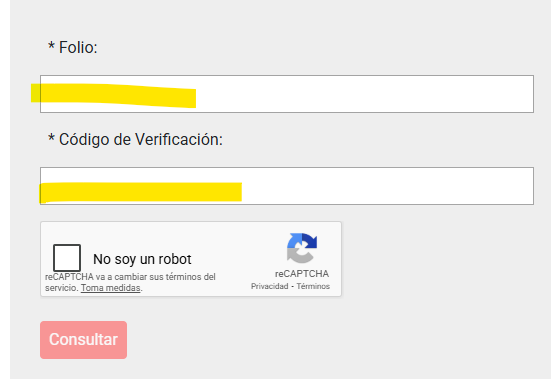 * Folio:
* Código de Verificación:
No soy un robot
reCAPTCHA
reCAPTCHA va a cambiar sus términos del
servicio. Toma medidas.
Privacidad - Términos
Consultar